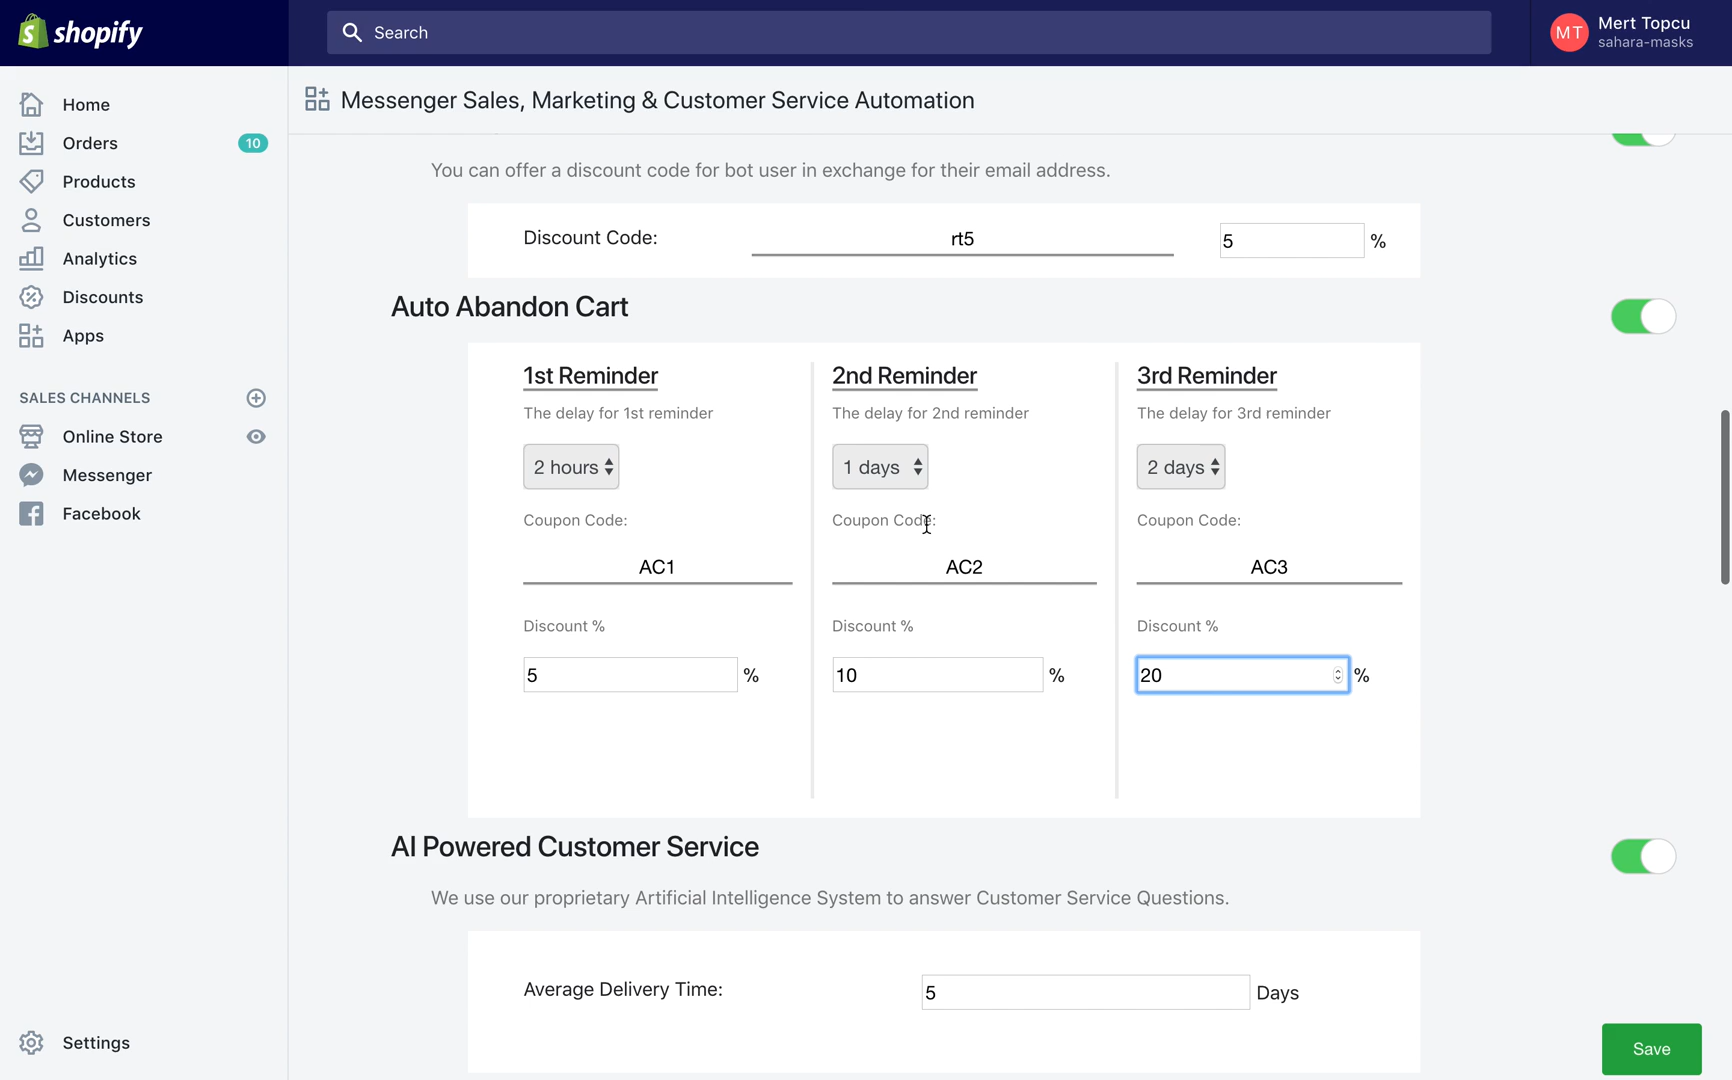 shopify
Search
MT
Mert Topcu
sahara-masks
Home
Orders
10
Products
Customers
Analytics
Discounts
Apps
SALES CHANNELS
Online Store
Messenger
Facebook
Settings
Messenger Sales, Marketing & Customer Service Automation
You can offer a discount code for bot user in exchange for their email address.
Discount Code:
rt5
5
%
Auto Abandon Cart
1st Reminder
The delay for 1st reminder
2 hours
Coupon Code:
AC1
Discount %
5
%
2nd Reminder
The delay for 2nd reminder
1 days
Coupon Code:
AC2
Discount %
10
%
3rd Reminder
The delay for 3rd reminder
2 days
Coupon Code:
AC3
Discount %
20
%
AI Powered Customer Service
We use our proprietary Artificial Intelligence System to answer Customer Service Questions.
Average Delivery Time:
5
Days
Save